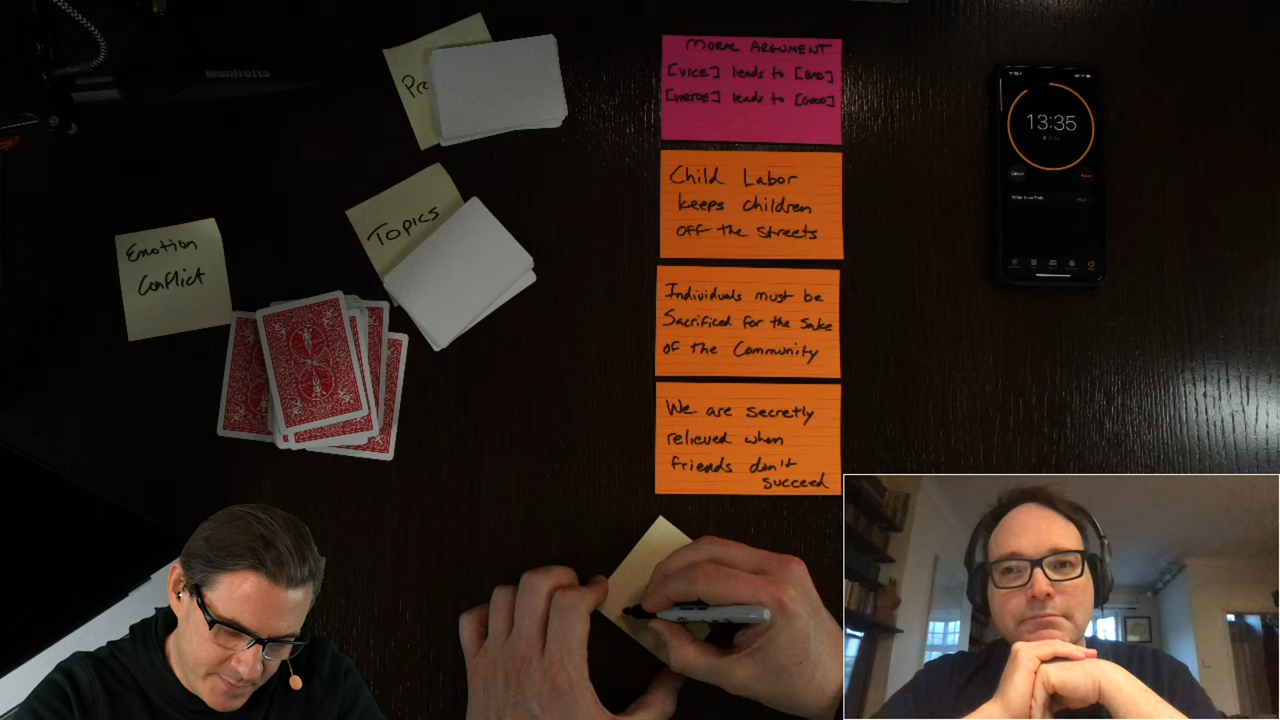 Manfrotto
Topics
Emotion
Conflict
MORAL ARGUMENT
[VICE] leads to [BAD]
[VIRTUE] leads to [GOOD]
Child Labor
keeps children
off the streets
Individuals must be
Sacrificed for the Sake
of the Community
We are secretly
relieved when
friends don't
succeed
13:35